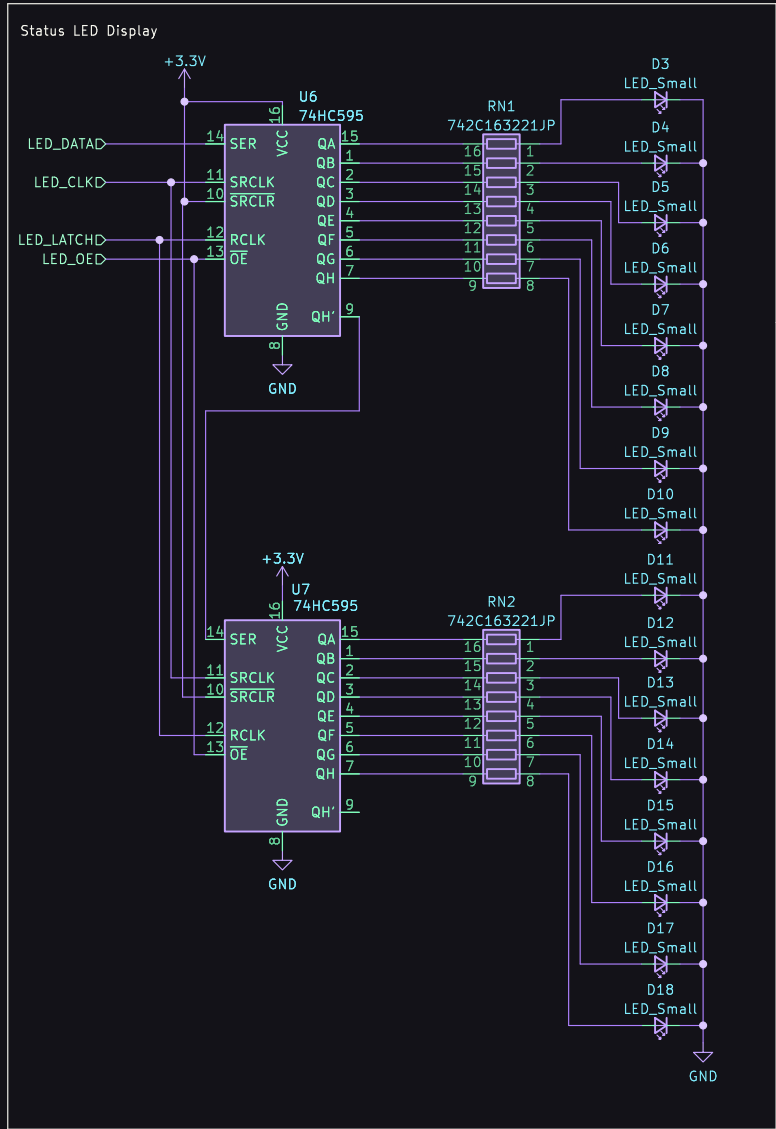 Status LED Display
+3.3V
U6
74HC595
LED_DATA
LED_CLK
LED_LATCH
LED_OE
14 SER
11 SRCLK
10 SRCLR
12 RCLK
13 OE
16
VCC
QA 15
QB 1
QC 2
QD 3
QE 4
QF 5
QG 6
QH 7
QH' 9
GND
8
GND
RN1
742C163221JP
16 1
15 2
14 3
13 4
12 5
11 6
10 7
9 8
D3
LED_Small
D4
LED_Small
D5
LED_Small
D6
LED_Small
D7
LED_Small
D8
LED_Small
D9
LED_Small
D10
LED_Small
+3.3V
U7
74HC595
14 SER
11 SRCLK
10 SRCLR
12 RCLK
13 OE
16
VCC
QA 15
QB 1
QC 2
QD 3
QE 4
QF 5
QG 6
QH 7
QH' 9
GND
8
GND
RN2
742C163221JP
16 1
15 2
14 3
13 4
12 5
11 6
10 7
9 8
D11
LED_Small
D12
LED_Small
D13
LED_Small
D14
LED_Small
D15
LED_Small
D16
LED_Small
D17
LED_Small
D18
LED_Small
GND